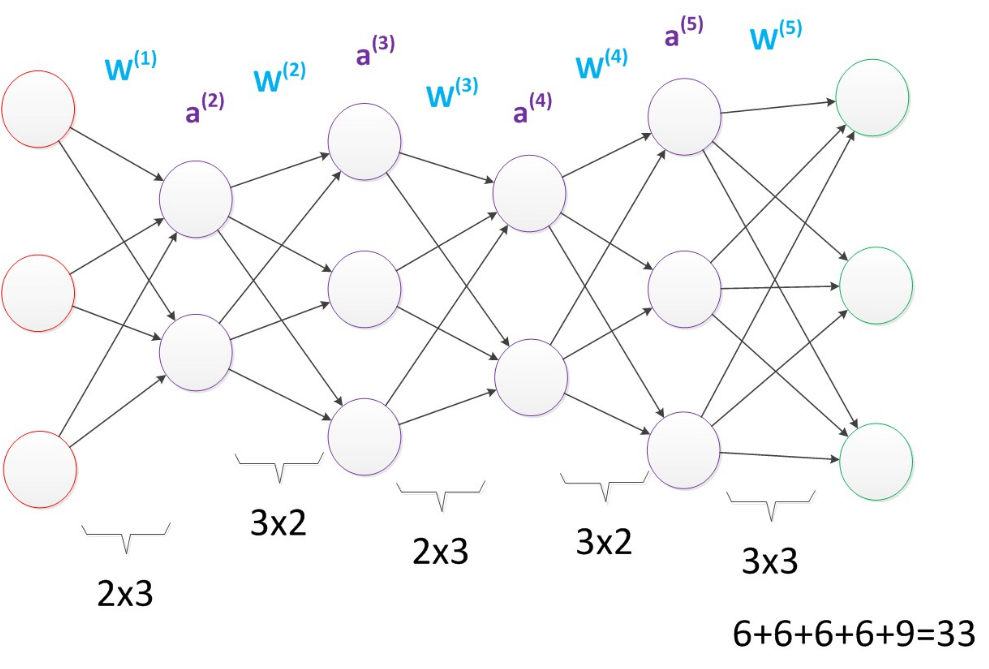 W⁽¹⁾
a⁽²⁾
W⁽²⁾
a⁽³⁾
W⁽³⁾
a⁽⁴⁾
W⁽⁴⁾
a⁽⁵⁾
W⁽⁵⁾
2x3
3x2
2x3
3x2
3x3
6+6+6+6+9=33